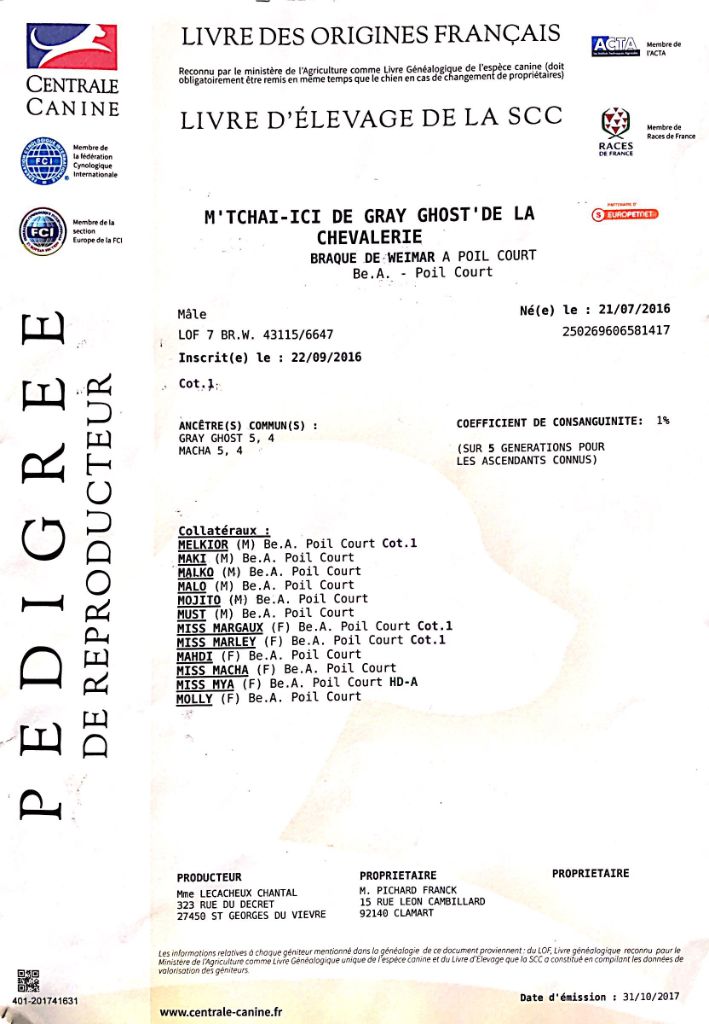 CENTRALE
CANINE
LIVRE DES ORIGINES FRANÇAIS
Reconnu par le ministère de l'Agriculture comme Livre Généalogique de l'espèce canine (doit
obligatoirement être remis en même temps que le chien en cas de changement de propriétaires)
LIVRE D'ÉLEVAGE DE LA SCC
ACTA
Membre de
l'ACTA
FCI
Membre de
la fédération
Cynologique
Internationale
RACES
DE FRANCE
Membre de
Races de France
FCI
Membre de la
section
Europe de la FCI
PARTENAIRE D'
EUROPETNET
M'TCHAI-ICI DE GRAY GHOST'DE LA
CHEVALERIE
BRAQUE DE WEIMAR A POIL COURT
Be.A. - Poil Court
Mâle
Né(e) le : 21/07/2016
LOF 7 BR.W. 43115/6647
250269606581417
Inscrit(e) le : 22/09/2016
Cot.1
ANCÊTRE(S) COMMUN(S) :
GRAY GHOST 5, 4
MACHA 5, 4
COEFFICIENT DE CONSANGUINITE: 1%
(SUR 5 GENERATIONS POUR
LES ASCENDANTS CONNUS)
PEDIGREE
DE REPRODUCTEUR
Collatéraux :
MELKIOR (M) Be.A. Poil Court Cot.1
MAKI (M) Be.A. Poil Court
MALKO (M) Be.A. Poil Court
MALO (M) Be.A. Poil Court
MOJITO (M) Be.A. Poil Court
MUST (M) Be.A. Poil Court
MISS MARGAUX (F) Be.A. Poil Court Cot.1
MISS MARLEY (F) Be.A. Poil Court Cot.1
MAHDI (F) Be.A. Poil Court
MISS MACHA (F) Be.A. Poil Court
MISS MYA (F) Be.A. Poil Court HD-A
MOLLY (F) Be.A. Poil Court
PRODUCTEUR
Mme LECACHEUX CHANTAL
323 RUE DU DECRET
27450 ST GEORGES DU VIEVRE
PROPRIETAIRE
M. PICHARD FRANCK
15 RUE LEON CAMBILLARD
92140 CLAMART
PROPRIETAIRE
Les informations relatives à chaque géniteur mentionné dans la généalogie de ce document proviennent : du LOF, Livre généalogique reconnu par le
Ministère de l'Agriculture comme Livre Généalogique unique de l'espèce canine et du Livre d'Élevage que la SCC a constitué en compilant les données de
valorisation des géniteurs.
401-201741631
www.centrale-canine.fr
Date d'émission : 31/10/2017